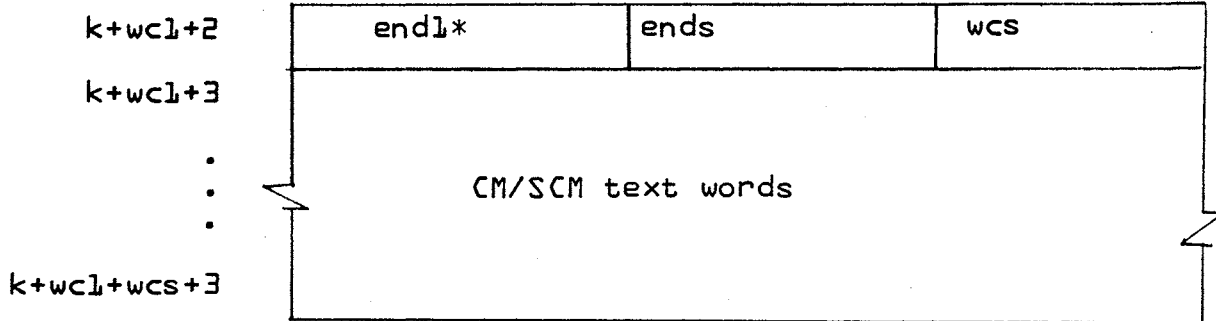 k+wcl+2 endl* ends wcs
k+wcl+3
.
.
CM/SCM text words
.
k+wcl+wcs+3